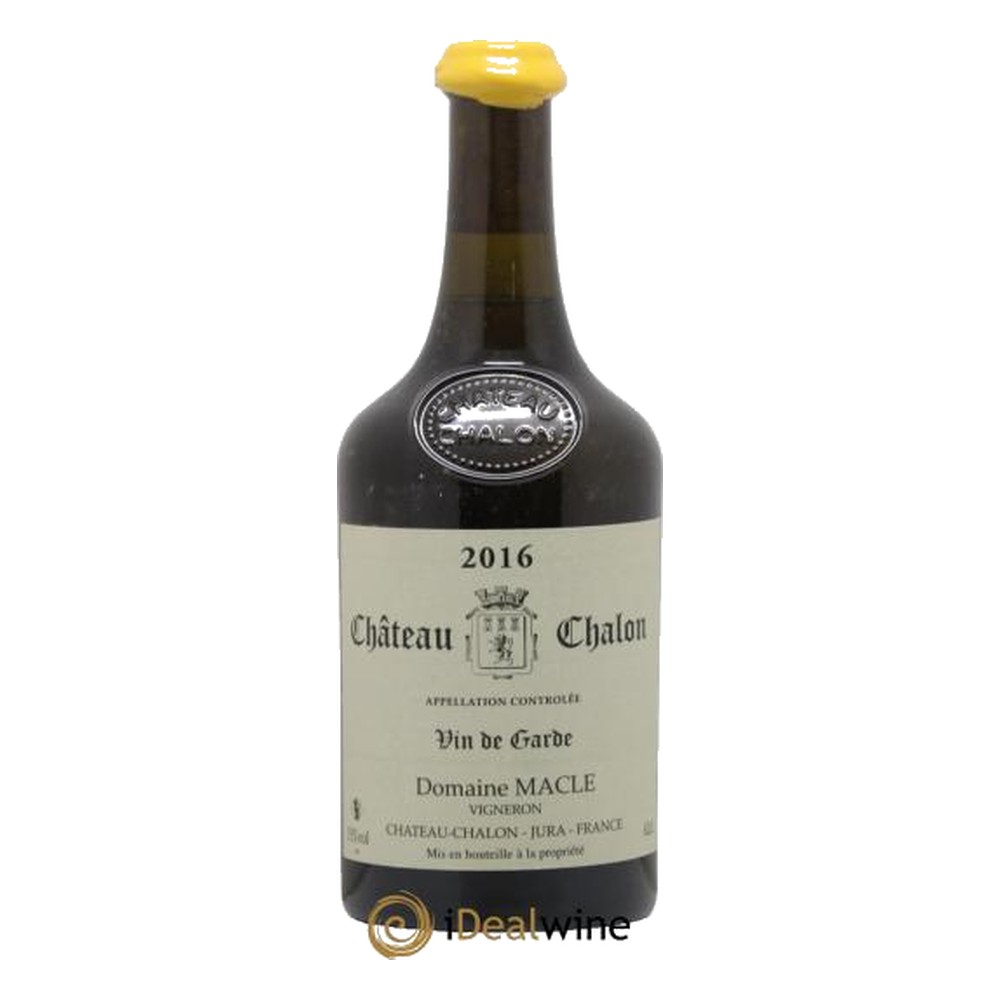 CHATEAU
CHALON
2016
Château Chalon
APPELLATION CONTROLÉE
Vin de Garde
Domaine MACLE
VIGNERON
CHATEAU-CHALON - JURA - FRANCE
Mis en bouteille à la propriété
iDealwine